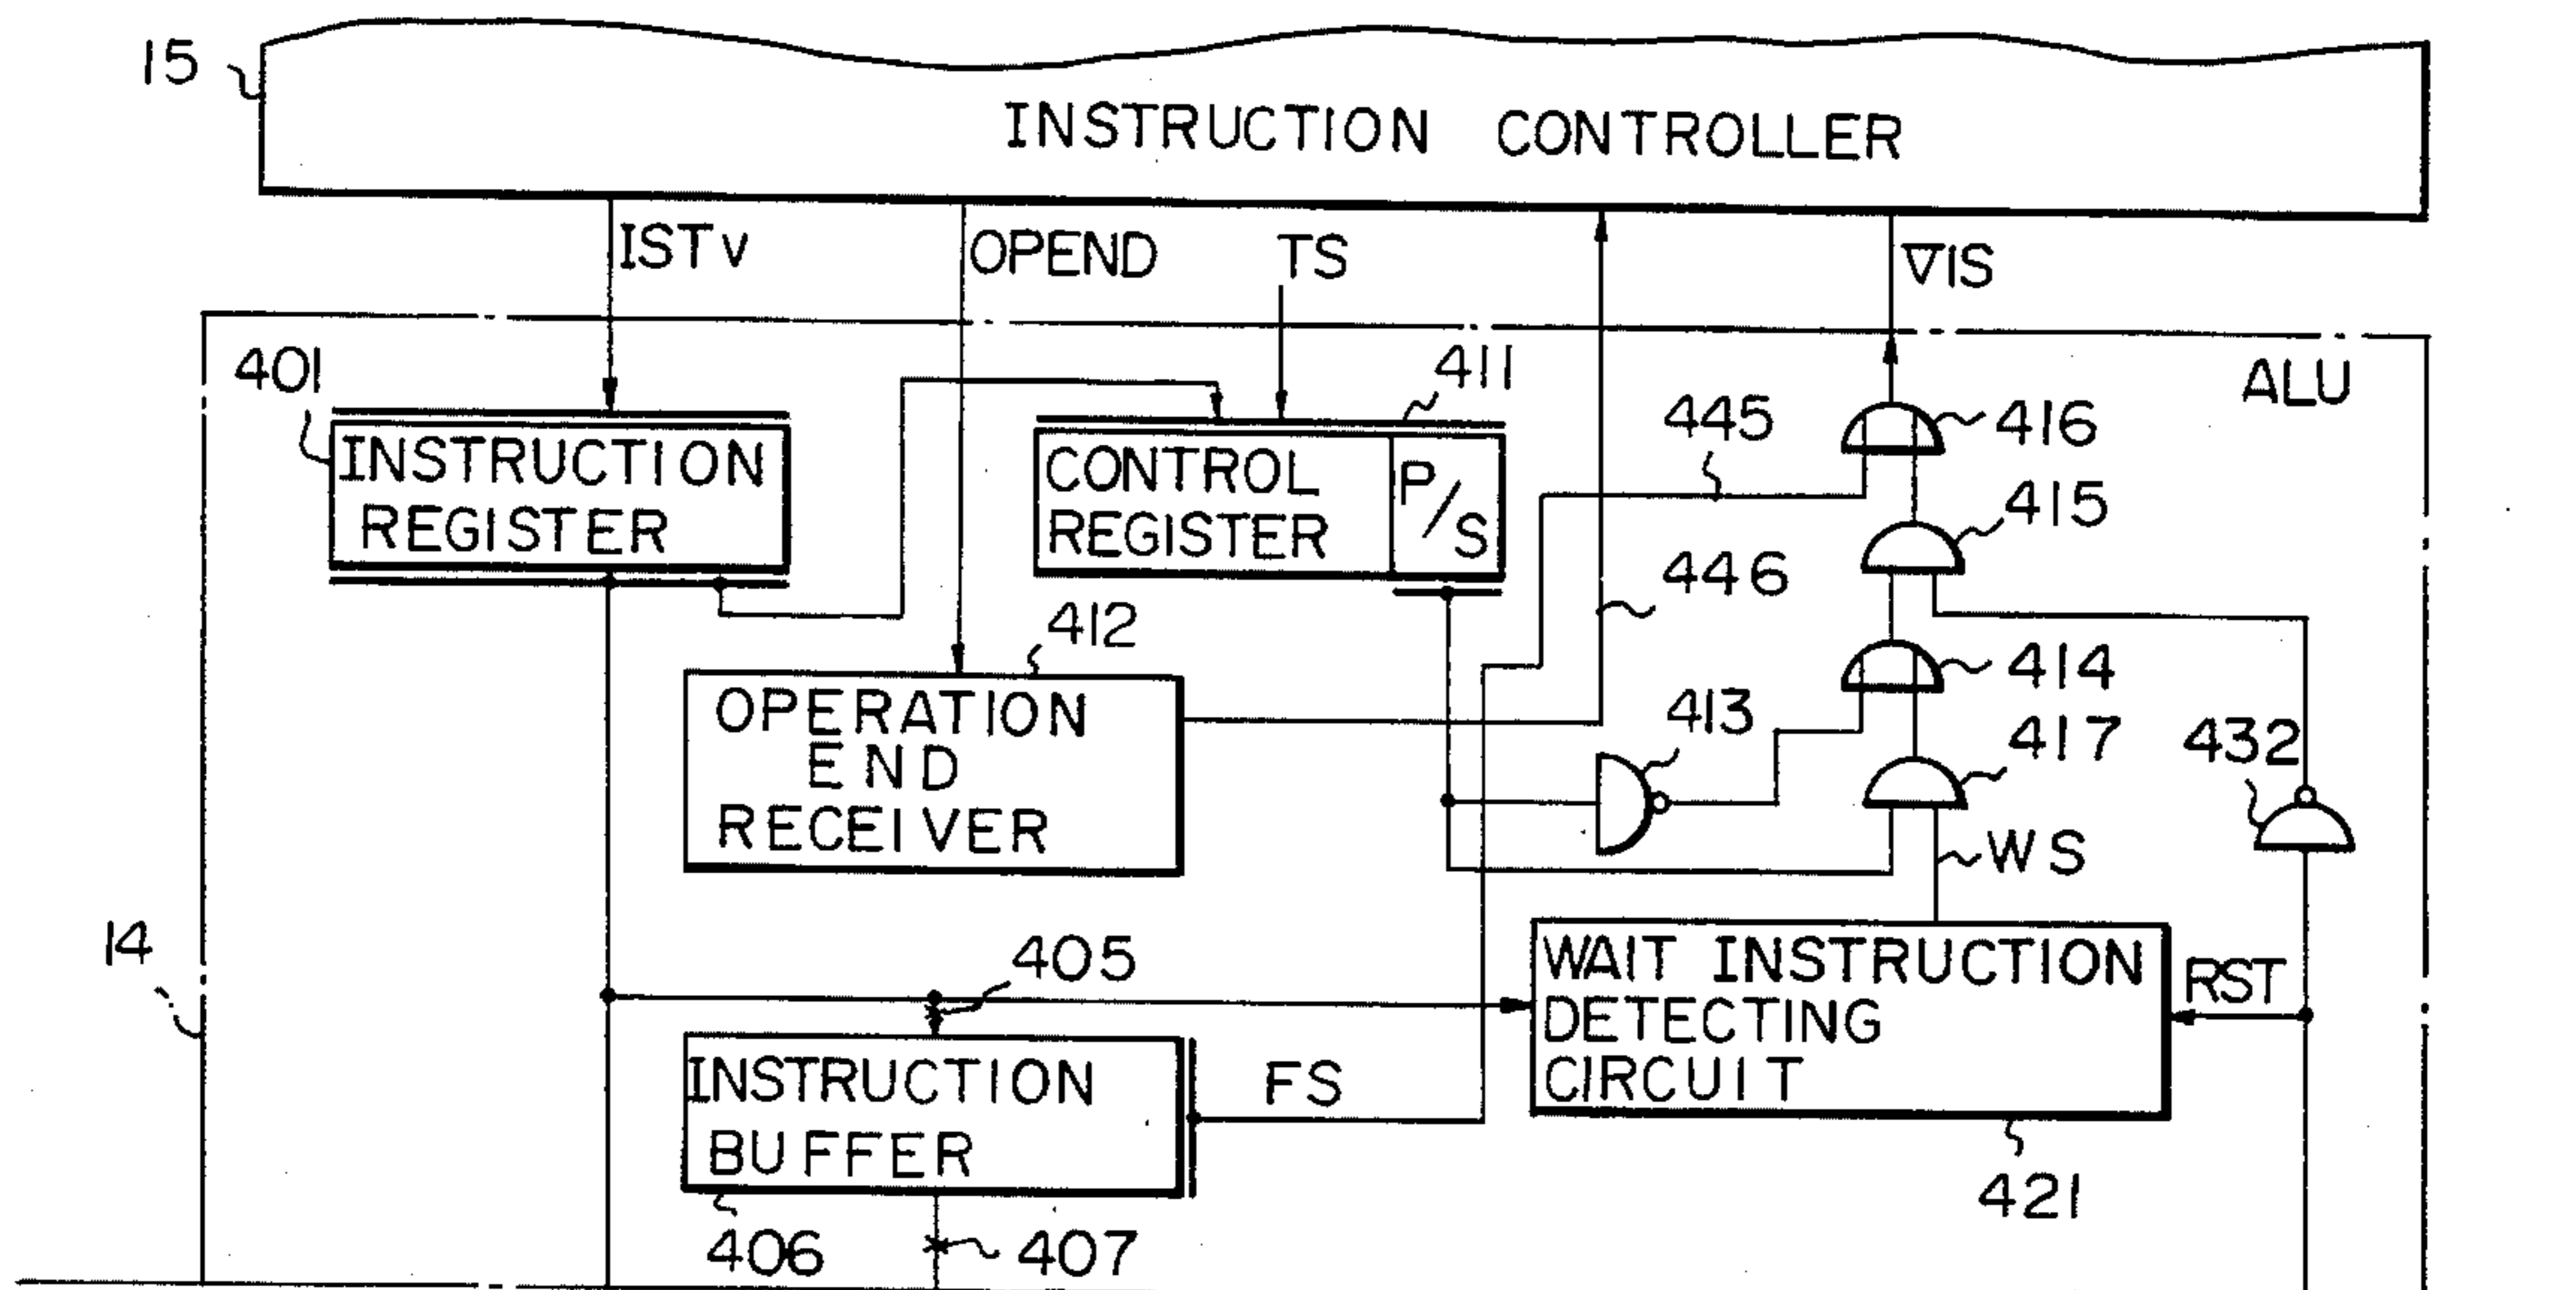 15
INSTRUCTION CONTROLLER
ISTv
OPEND
TS
▽IS
401
411
445
416
ALU
INSTRUCTION
REGISTER
CONTROL
REGISTER
P/S
415
446
412
414
OPERATION
END
RECEIVER
413
417
432
WS
14
405
WAIT INSTRUCTION
DETECTING
CIRCUIT
RST
INSTRUCTION
BUFFER
FS
421
406
407